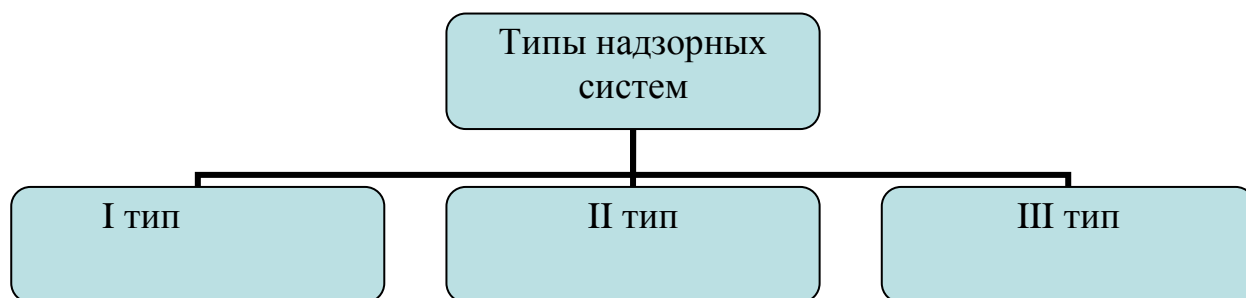 Типы надзорных
систем
I тип
II тип
III тип